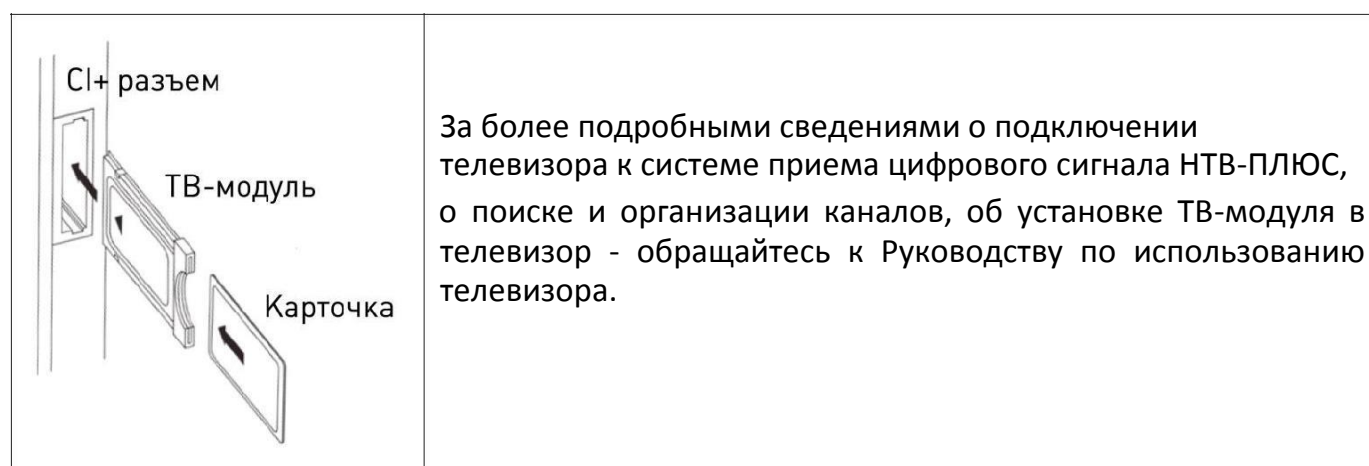 CI+ разъем
ТВ-модуль
Карточка
За более подробными сведениями о подключении
телевизора к системе приема цифрового сигнала НТВ-ПЛЮС,
о поиске и организации каналов, об установке ТВ-модуля в
телевизор - обращайтесь к Руководству по использованию
телевизора.